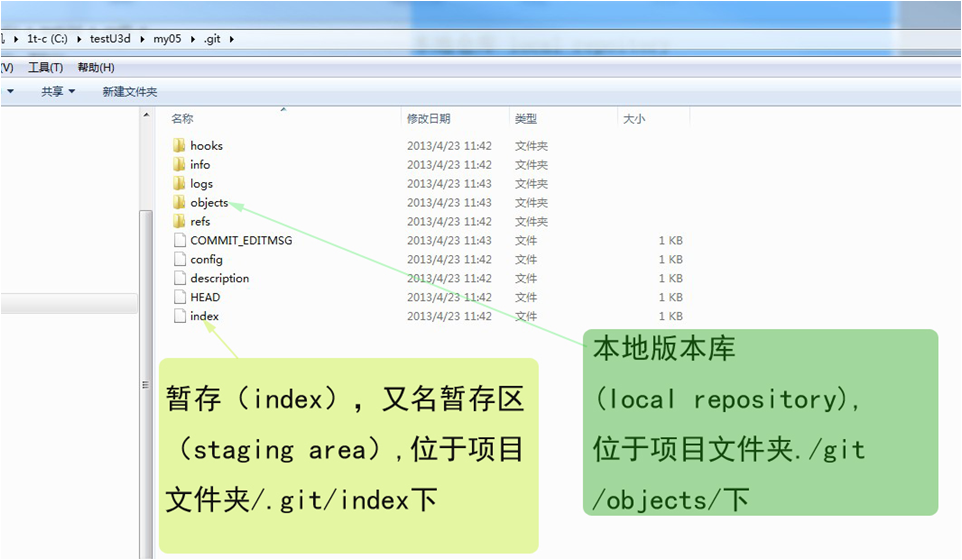 1t-c (C:) testU3d my05 .git
(V) 工具(T) 帮助(H)
共享 新建文件夹
名称 修改日期 类型 大小
hooks 2013/4/23 11:42 文件夹
info 2013/4/23 11:42 文件夹
logs 2013/4/23 11:43 文件夹
objects 2013/4/23 11:43 文件夹
refs 2013/4/23 11:42 文件夹
COMMIT_EDITMSG 2013/4/23 11:43 文件 1 KB
config 2013/4/23 11:42 文件 1 KB
description 2013/4/23 11:42 文件 1 KB
HEAD 2013/4/23 11:42 文件 1 KB
index 2013/4/23 11:42 文件 1 KB
暂存（index），又名暂存区
（staging area）,位于项目
文件夹/.git/index下
本地版本库
(local repository),
位于项目文件夹./git
/objects/下